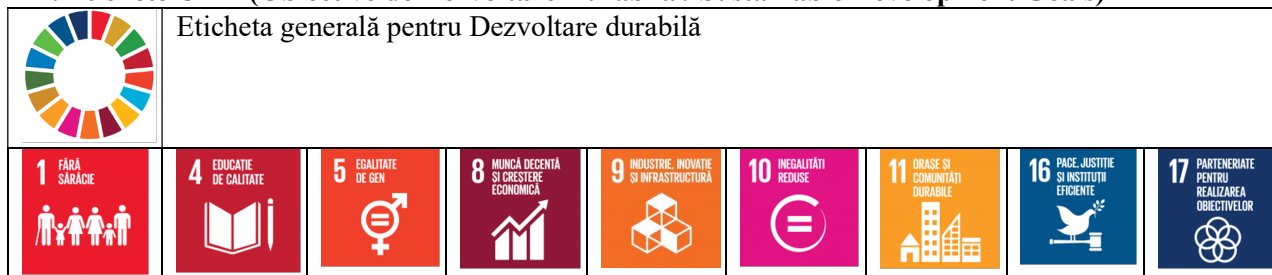 Eticheta generală pentru Dezvoltare durabilă
1 FĂRĂ
SĂRĂCIE
4 EDUCAȚIE
DE CALITATE
5 EGALITATE
DE GEN
8 MUNCĂ DECENTĂ
ȘI CREȘTERE
ECONOMICĂ
9 INDUSTRIE, INOVAȚIE
ȘI INFRASTRUCTURĂ
10 INEGALITĂȚI
REDUSE
11 ORAȘE ȘI
COMUNITĂȚI
DURABILE
16 PACE, JUSTIȚIE
ȘI INSTITUȚII
EFICIENTE
17 PARTENERIATE
PENTRU
REALIZAREA
OBIECTIVELOR